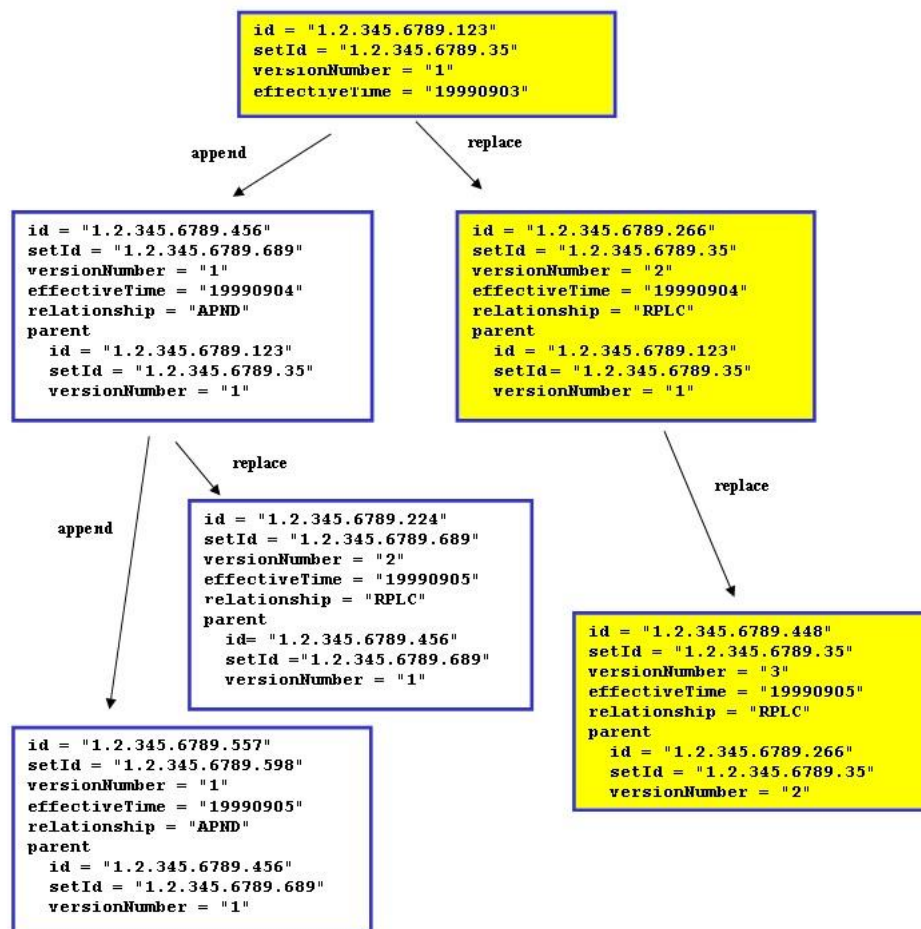 id = "1.2.345.6789.123"
setId = "1.2.345.6789.35"
versionNumber = "1"
effectiveTime = "19990903"
append
replace
id = "1.2.345.6789.456"
setId = "1.2.345.6789.689"
versionNumber = "1"
effectiveTime = "19990904"
relationship = "APND"
parent
id = "1.2.345.6789.123"
setId = "1.2.345.6789.35"
versionNumber = "1"
id = "1.2.345.6789.266"
setId = "1.2.345.6789.35"
versionNumber = "2"
effectiveTime = "19990904"
relationship = "RPLC"
parent
id = "1.2.345.6789.123"
setId= "1.2.345.6789.35"
versionNumber = "1"
append
replace
replace
id = "1.2.345.6789.224"
setId = "1.2.345.6789.689"
versionNumber = "2"
effectiveTime = "19990905"
relationship = "RPLC"
parent
id= "1.2.345.6789.456"
setId ="1.2.345.6789.689"
versionNumber = "1"
id = "1.2.345.6789.448"
setId = "1.2.345.6789.35"
versionNumber = "3"
effectiveTime = "19990905"
relationship = "RPLC"
parent
id = "1.2.345.6789.266"
setId = "1.2.345.6789.35"
versionNumber = "2"
id = "1.2.345.6789.557"
setId = "1.2.345.6789.598"
versionNumber = "1"
effectiveTime = "19990905"
relationship = "APND"
parent
id = "1.2.345.6789.456"
setId = "1.2.345.6789.689"
versionNumber = "1"